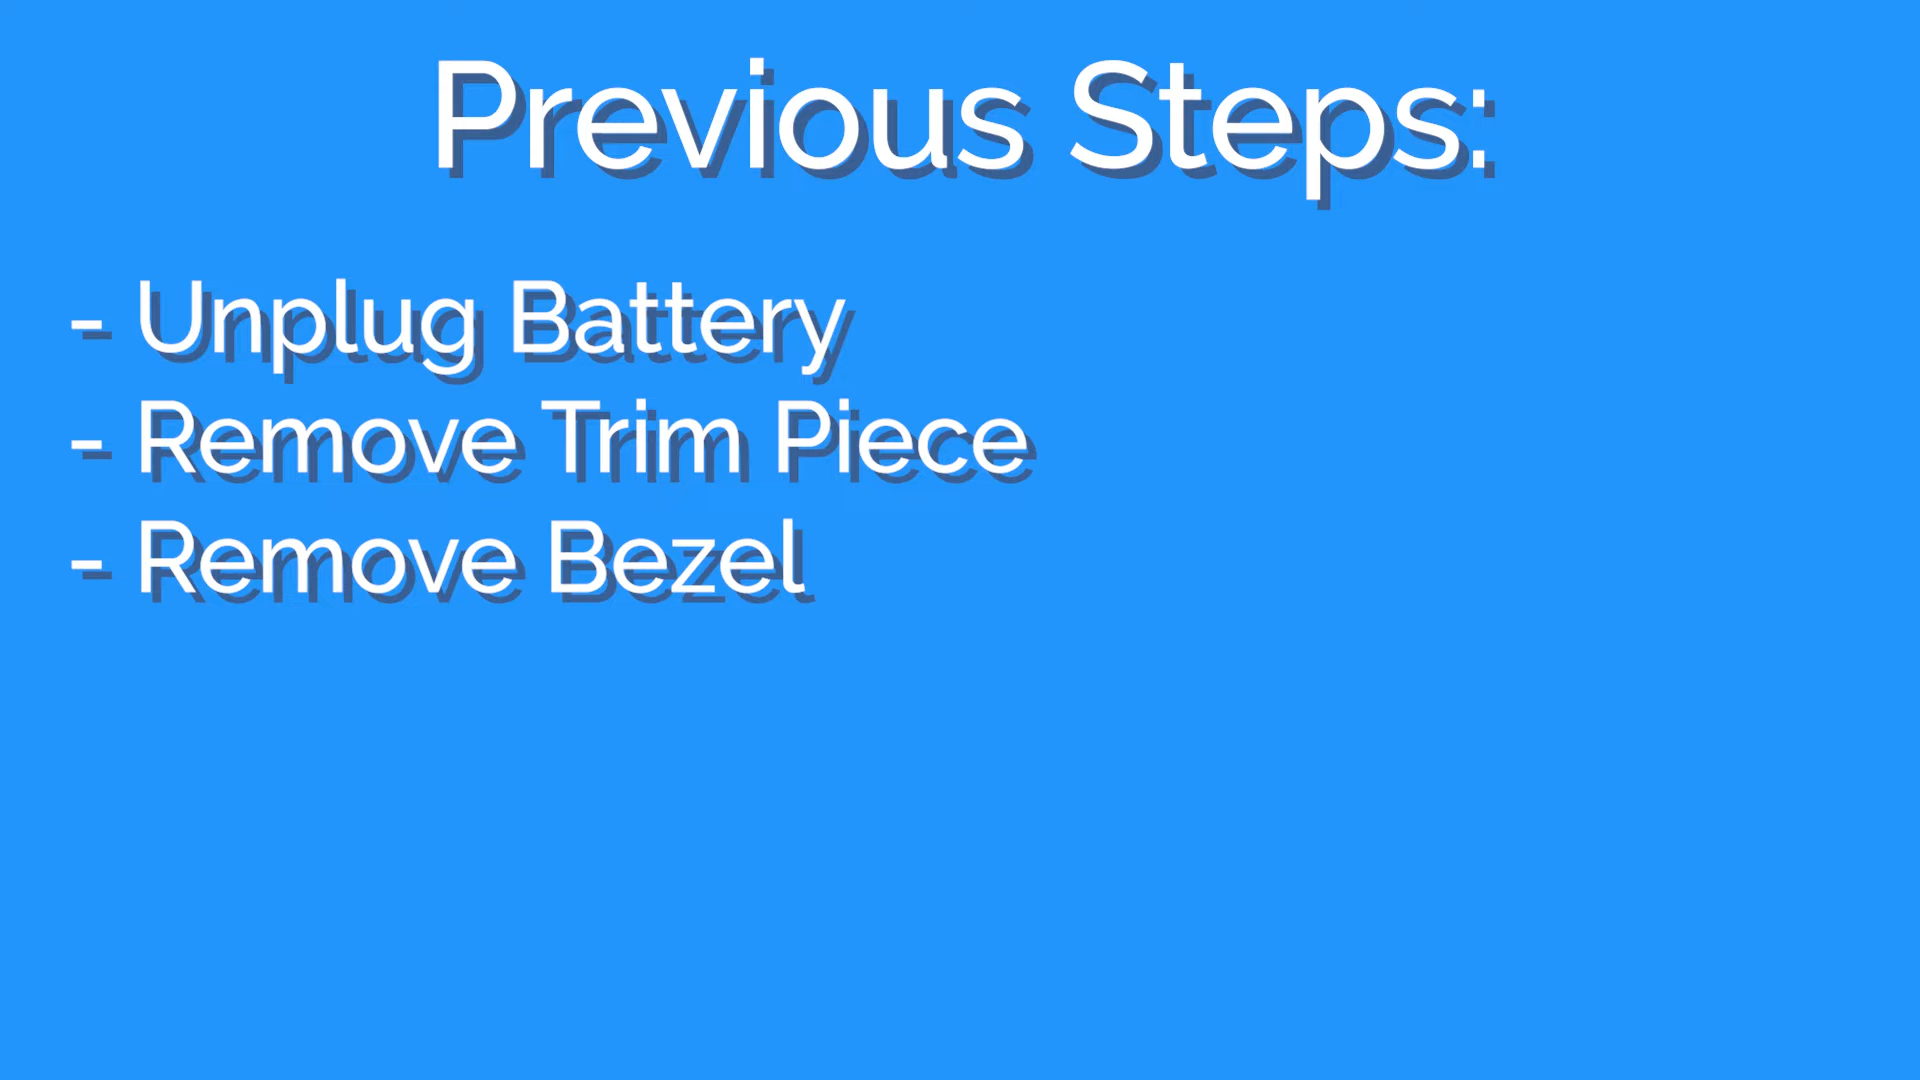 Previous Steps:
- Unplug Battery
- Remove Trim Piece
- Remove Bezel